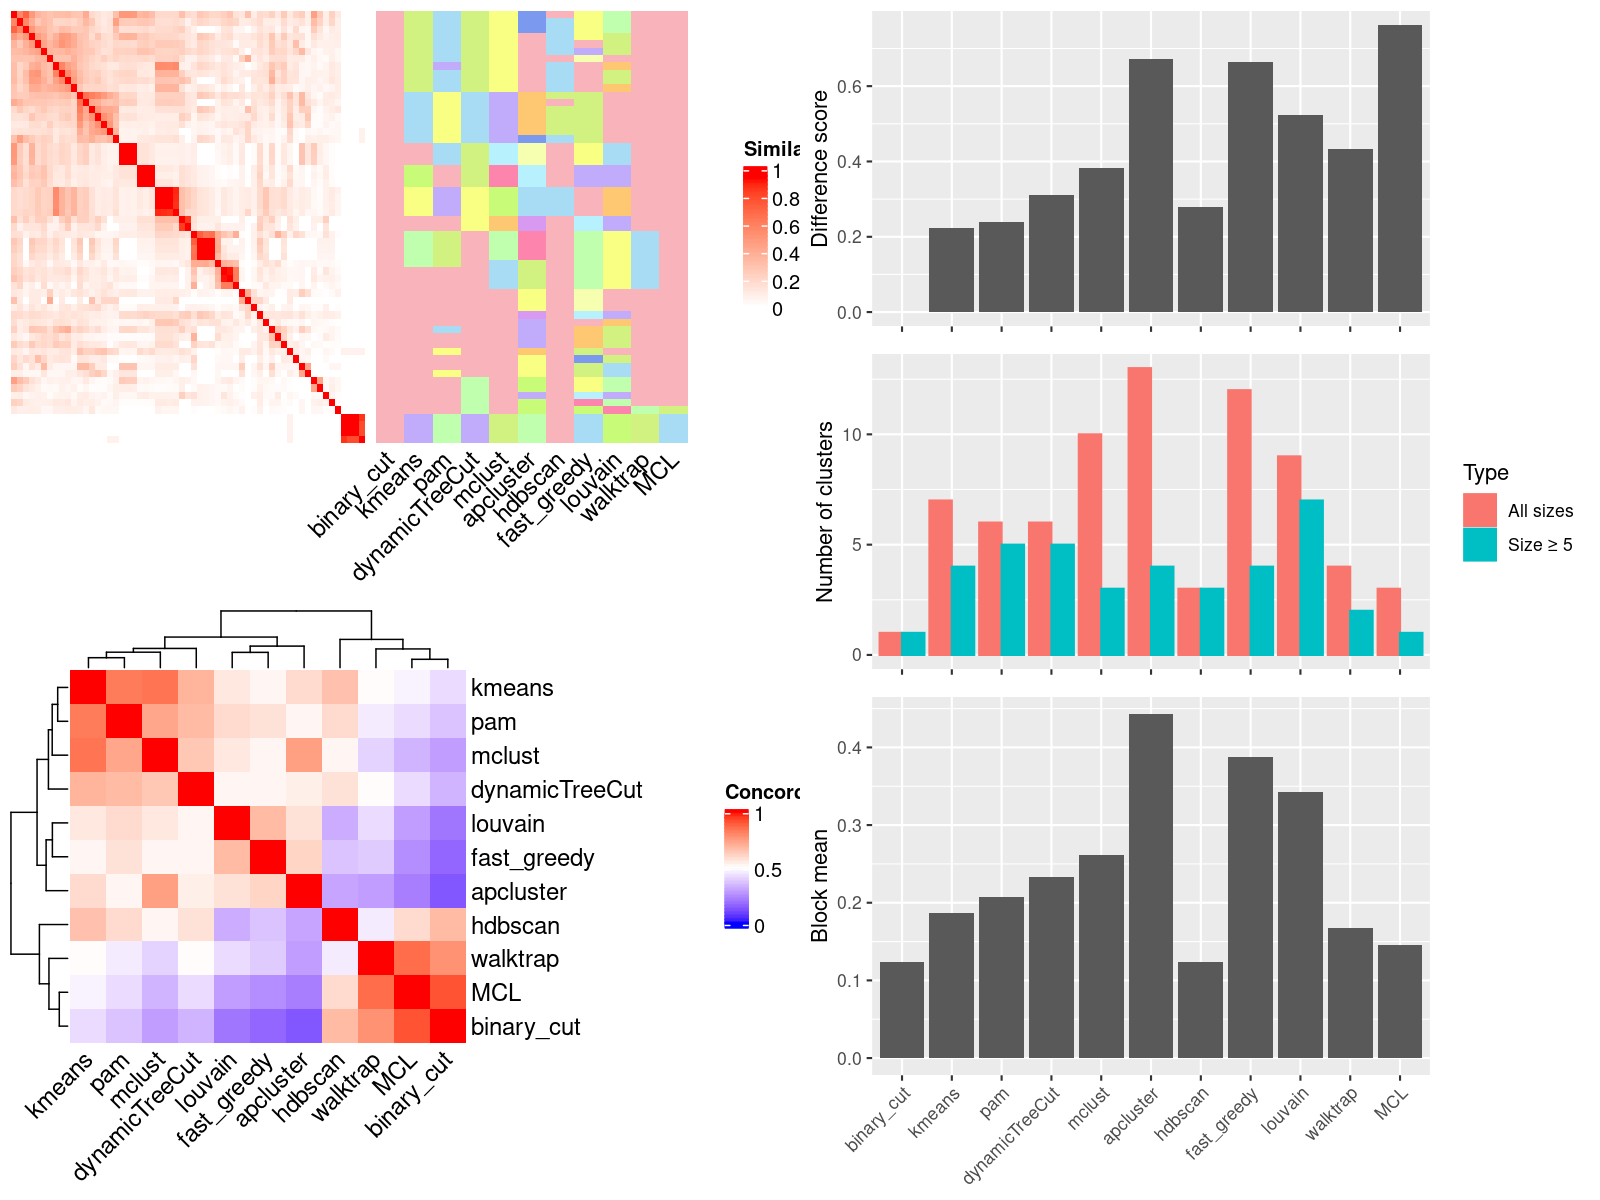 Simila
1
0.8
0.6
0.4
0.2
0
binary_cut
kmeans
pam
dynamicTreeCut
mclust
apcluster
hdbscan
fast_greedy
louvain
walktrap
MCL
kmeans
pam
mclust
dynamicTreeCut
louvain
fast_greedy
apcluster
hdbscan
walktrap
MCL
binary_cut
kmeans
pam
mclust
dynamicTreeCut
louvain
fast_greedy
apcluster
hdbscan
walktrap
MCL
binary_cut
Concord
1
0.5
0
Difference score
0.6
0.4
0.2
0.0
Number of clusters
10
5
0
Type
All sizes
Size ≥ 5
Block mean
0.4
0.3
0.2
0.1
0.0
binary_cut
kmeans
pam
dynamicTreeCut
mclust
apcluster
hdbscan
fast_greedy
louvain
walktrap
MCL